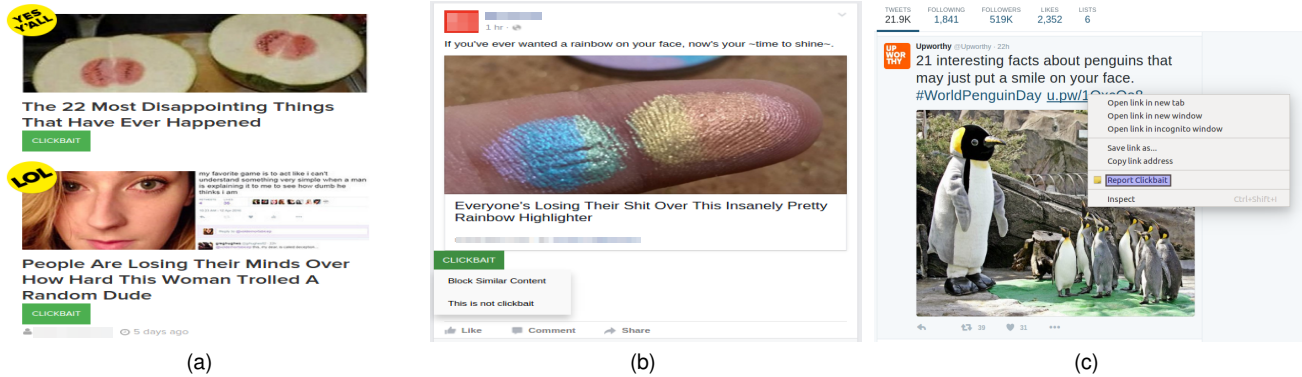 YES
Y'ALL
The 22 Most Disappointing Things
That Have Ever Happened
CLICKBAIT
LOL
my favorite game is to act like i can't
understand something very simple when a man
is explaining it to me to see how dumb he
thinks i am
People Are Losing Their Minds Over
How Hard This Woman Trolled A
Random Dude
CLICKBAIT
5 days ago
(a)
1 hr
If you've ever wanted a rainbow on your face, now's your ~time to shine~.
Everyone's Losing Their Shit Over This Insanely Pretty
Rainbow Highlighter
CLICKBAIT
Block Similar Content
This is not clickbait
Like Comment Share
(b)
TWEETS FOLLOWING FOLLOWERS LIKES LISTS
21.9K 1,841 519K 2,352 6
UP
WOR
THY
Upworthy @Upworthy · 22h
21 interesting facts about penguins that
may just put a smile on your face.
#WorldPenguinDay
Open link in new tab
Open link in new window
Open link in incognito window
Save link as...
Copy link address
Report Clickbait
Inspect Ctrl+Shift+I
39 31
(c)